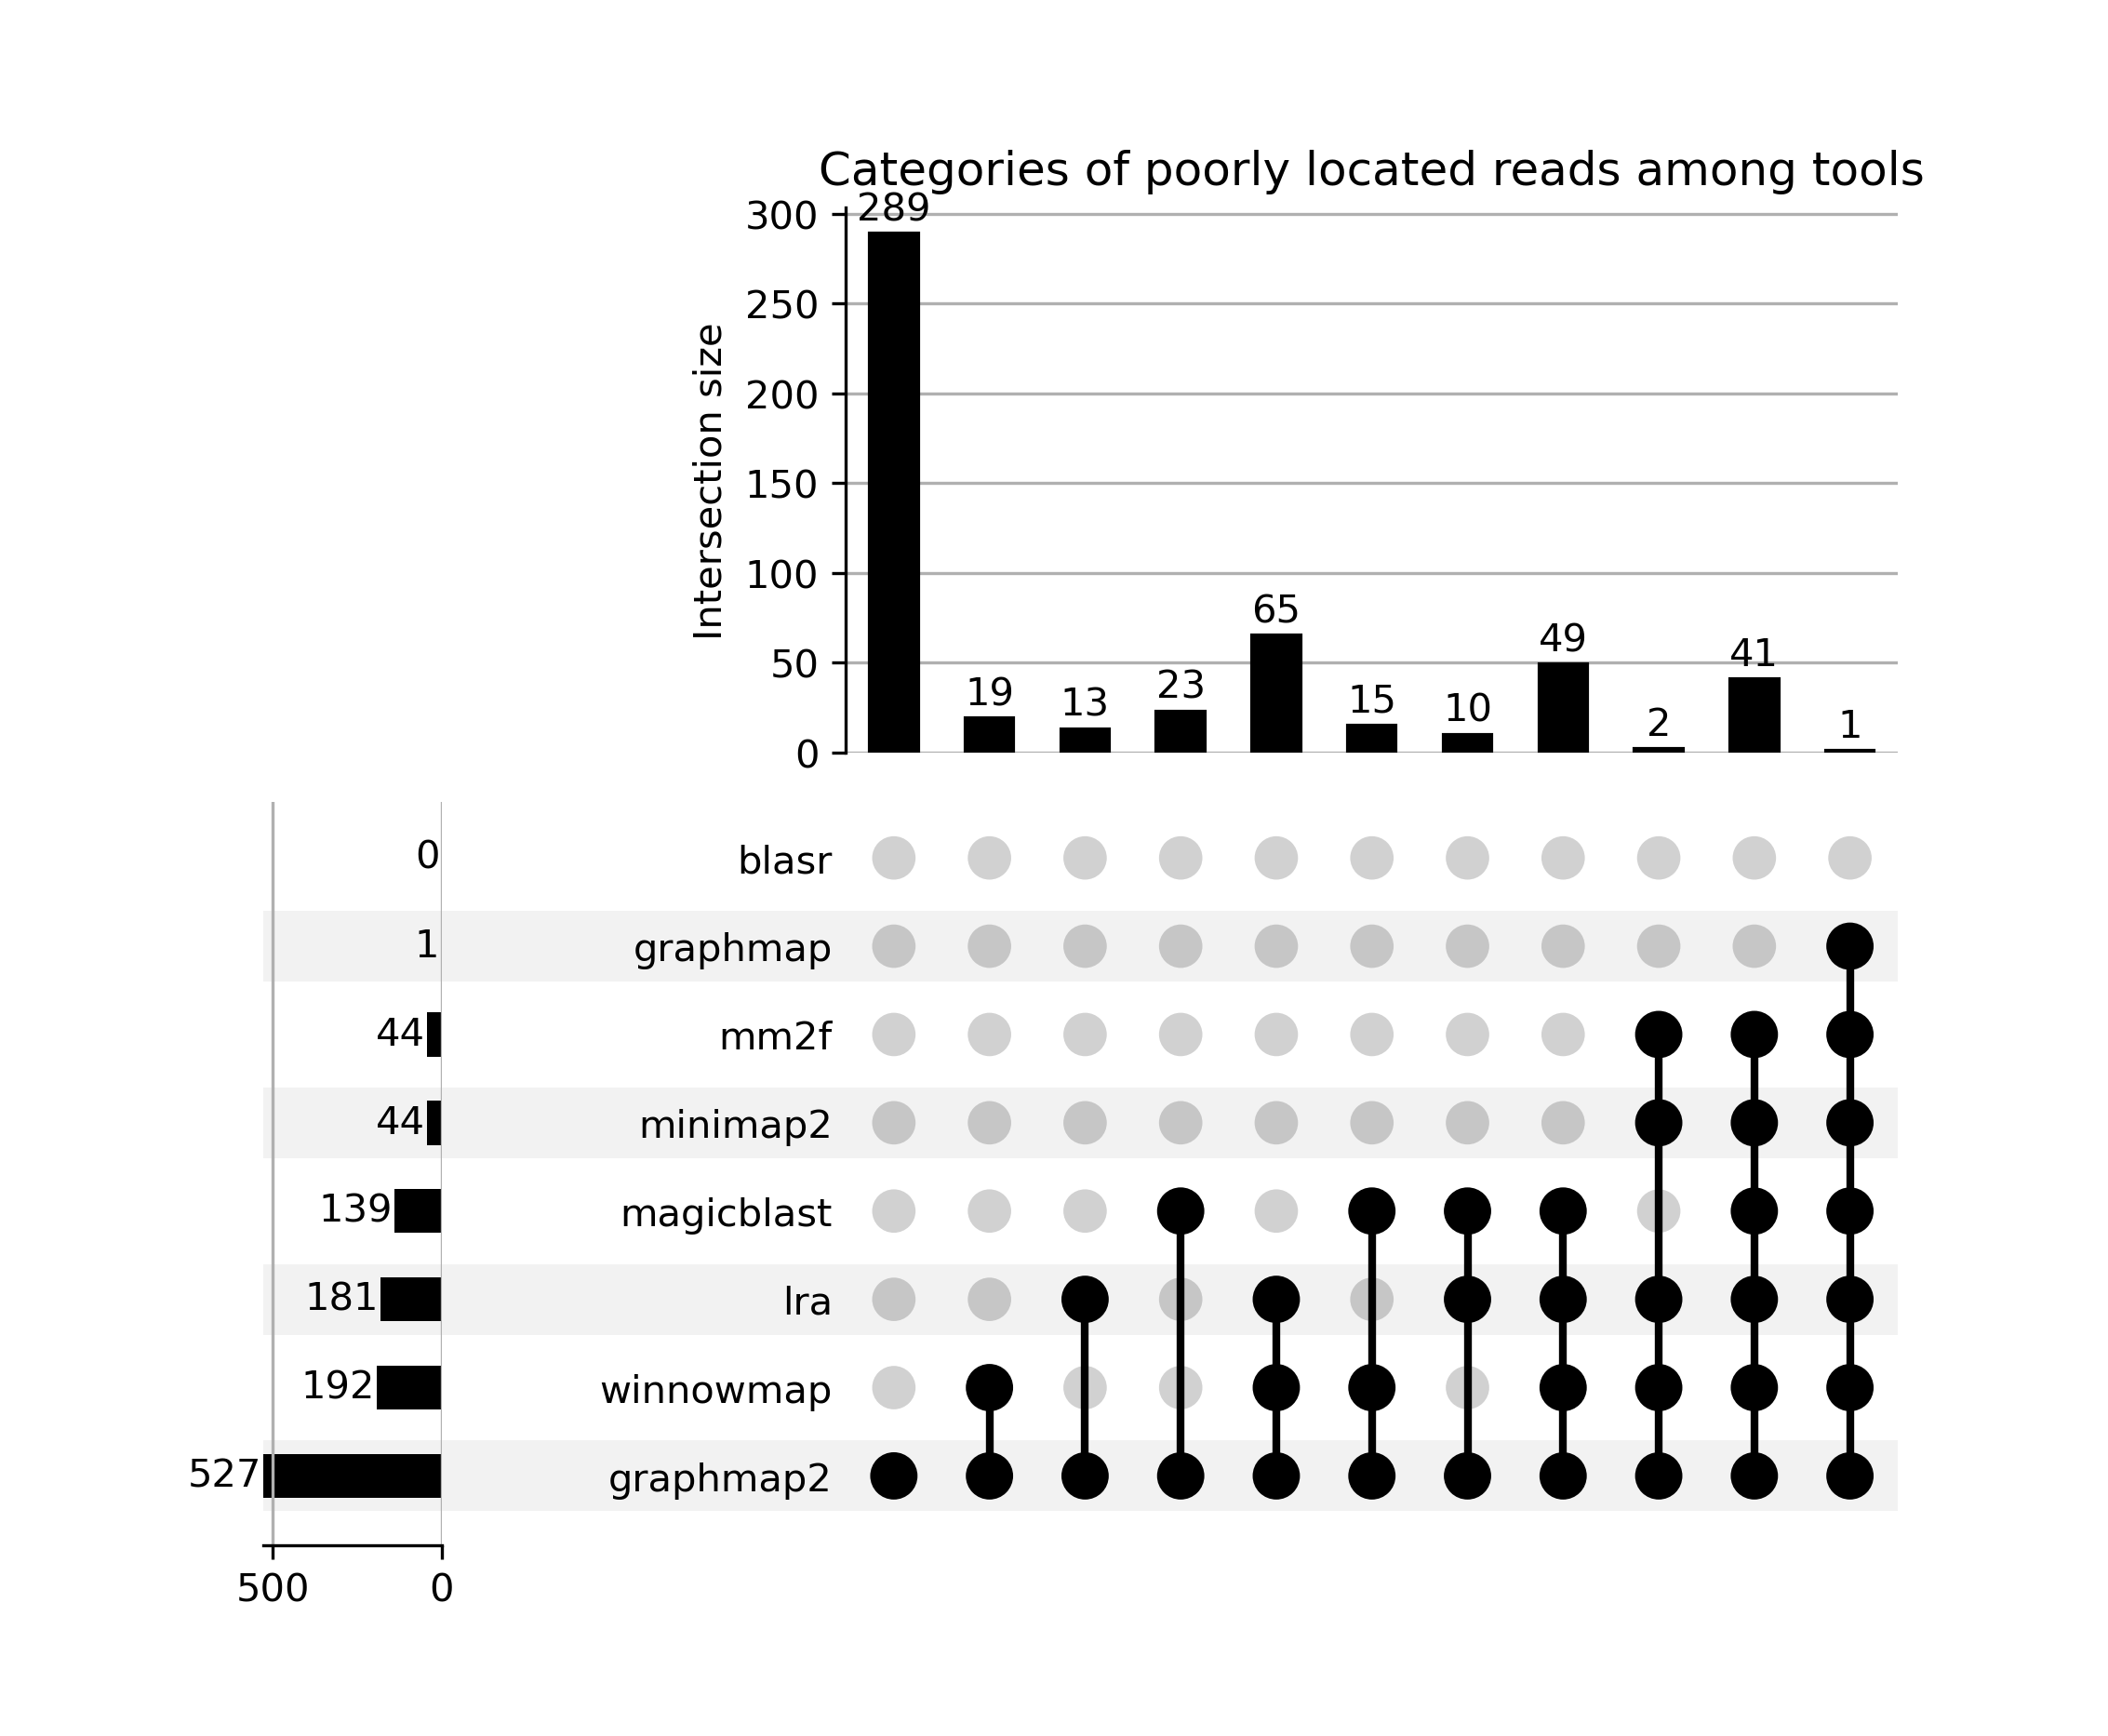 Categories of poorly located reads among tools
289
300
250
200
150
100
50
0
Intersection size
19
13
23
65
15
10
49
2
41
1
0
blasr
1
graphmap
44
mm2f
44
minimap2
139
magicblast
181
lra
192
winnowmap
527
graphmap2
500
0